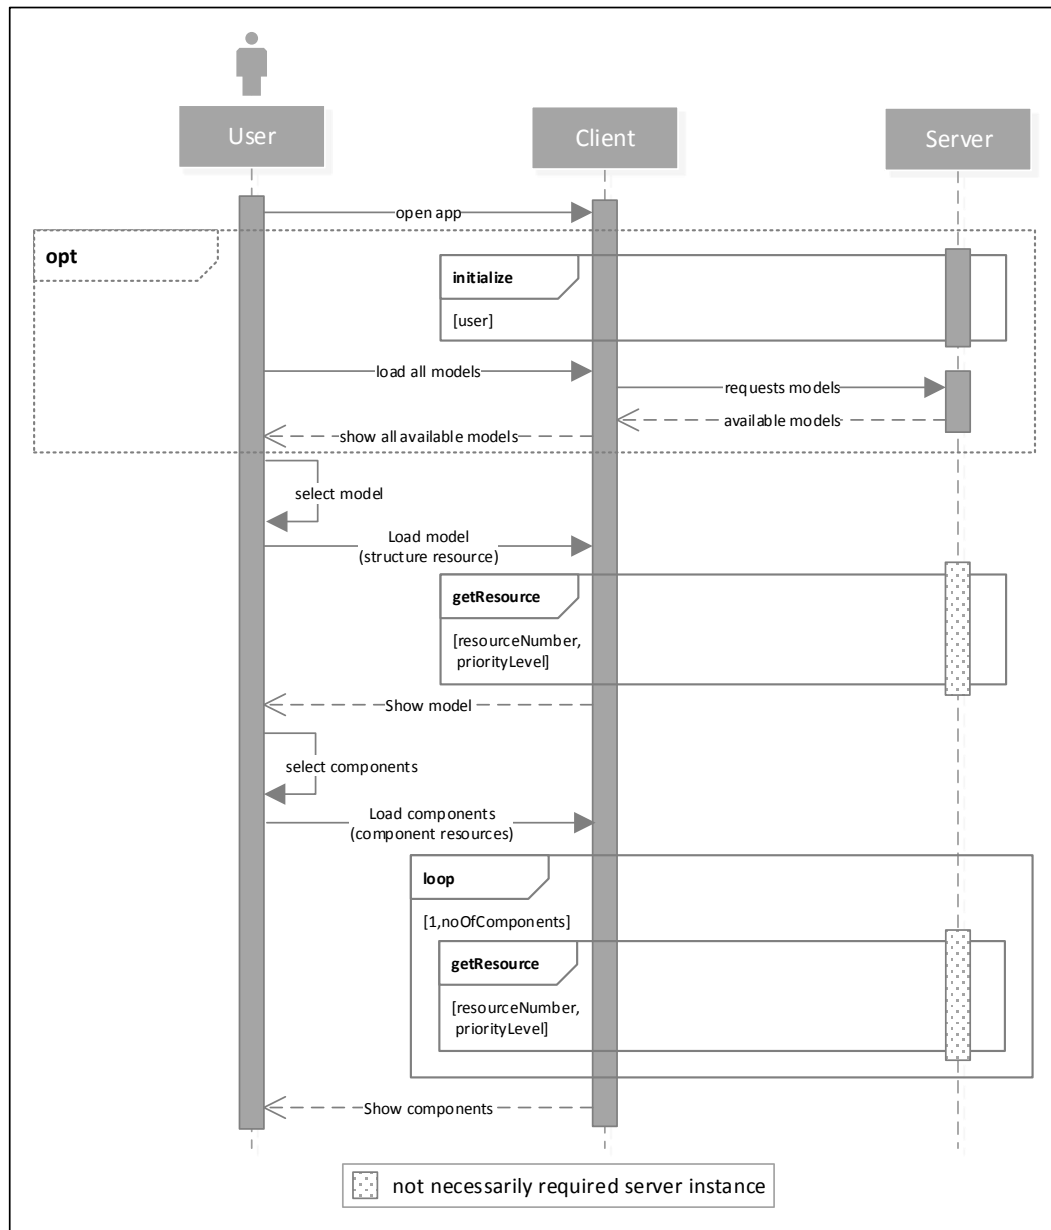 User
Client
Server
open app
opt
initialize
[user]
load all models
requests models
available models
show all available models
select model
Load model
(structure resource)
getResource
[resourceNumber,
priorityLevel]
Show model
select components
Load components
(component resources)
loop
[1,noOfComponents]
getResource
[resourceNumber,
priorityLevel]
Show components
not necessarily required server instance